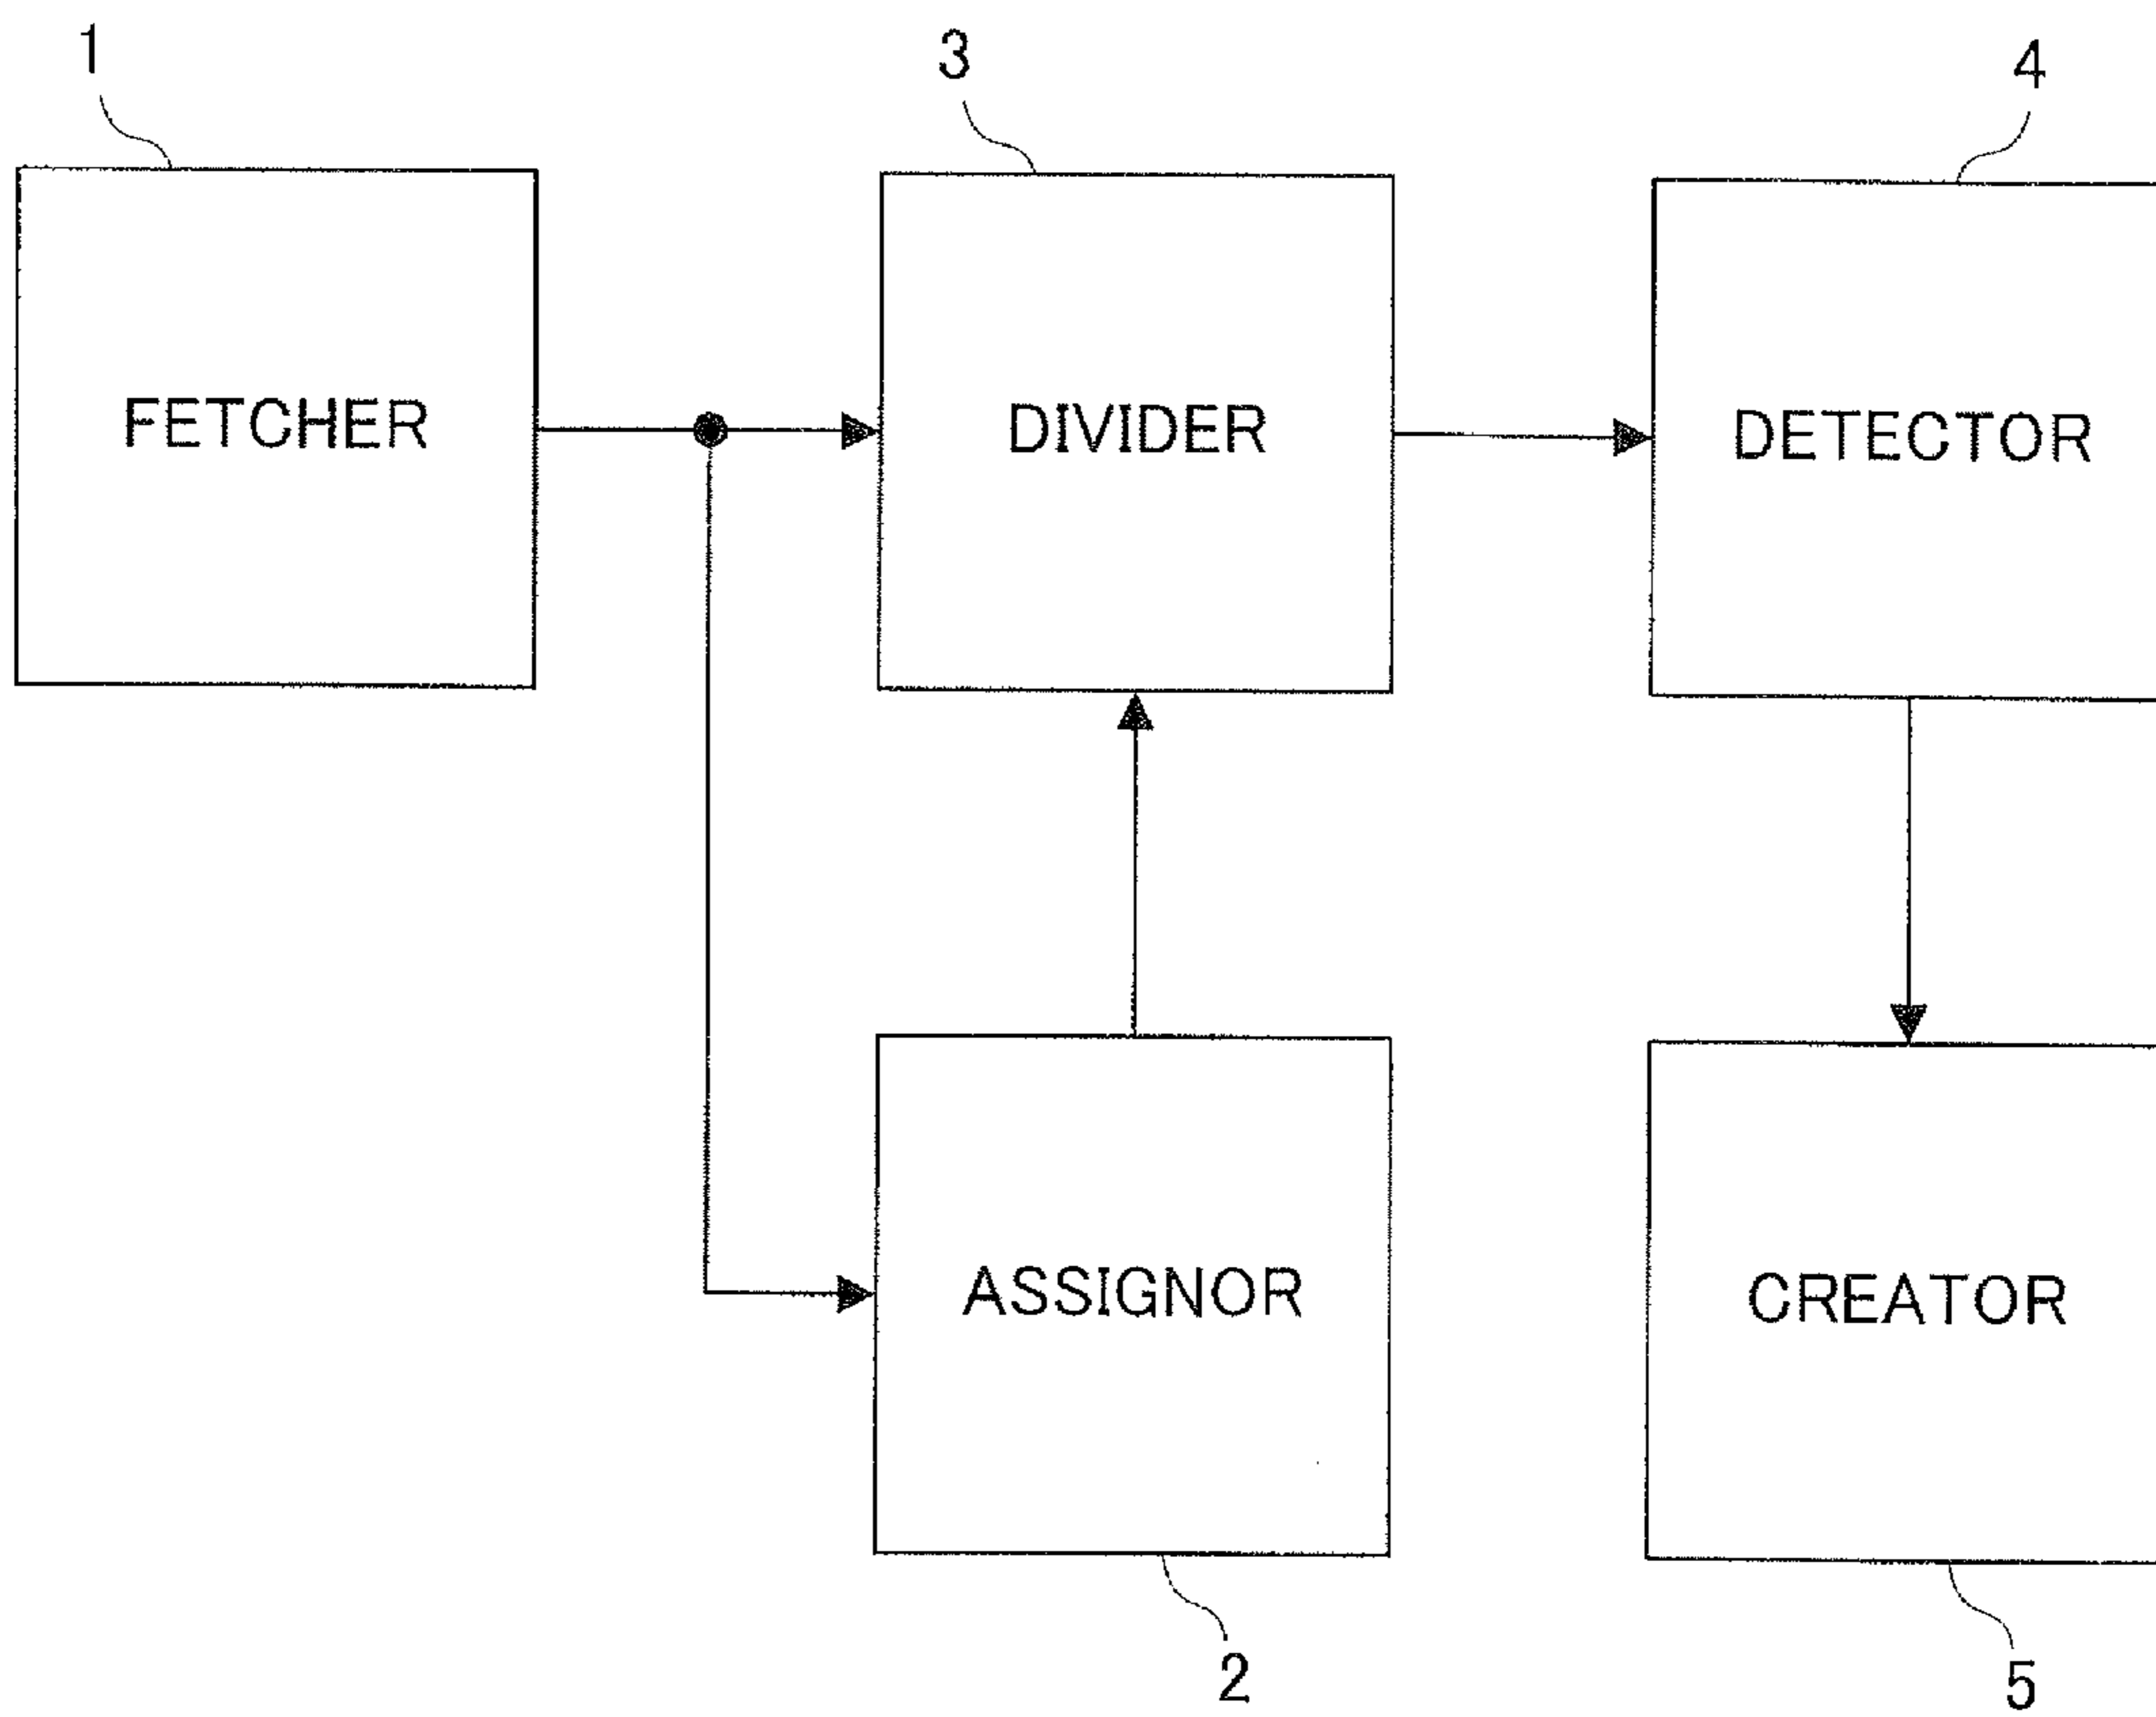 1
3
4
FETCHER
DIVIDER
DETECTOR
ASSIGNOR
CREATOR
2
5